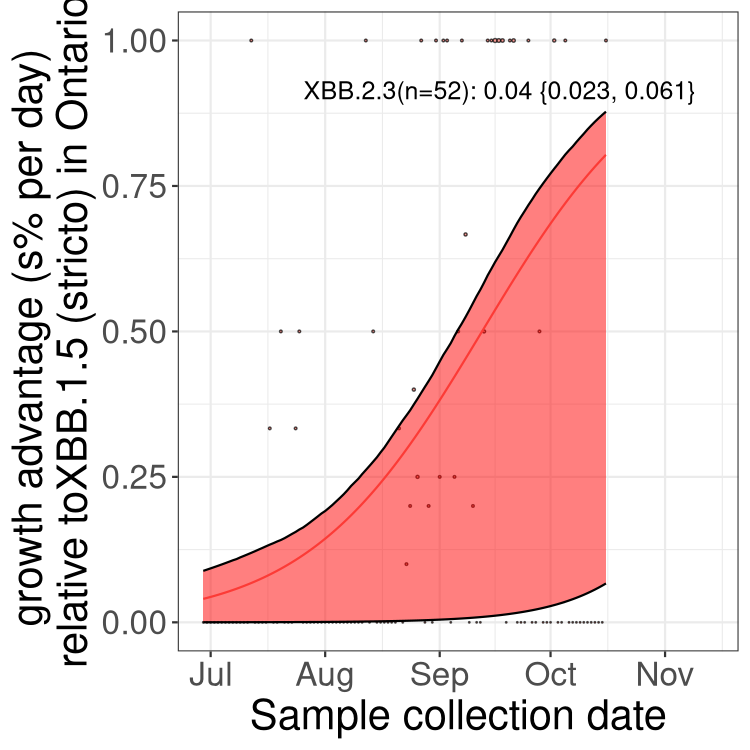 growth advantage (s% per day)
relative toXBB.1.5 (stricto) in Ontario
1.00
0.75
0.50
0.25
0.00
XBB.2.3(n=52): 0.04 {0.023, 0.061}
Jul Aug Sep Oct Nov
Sample collection date